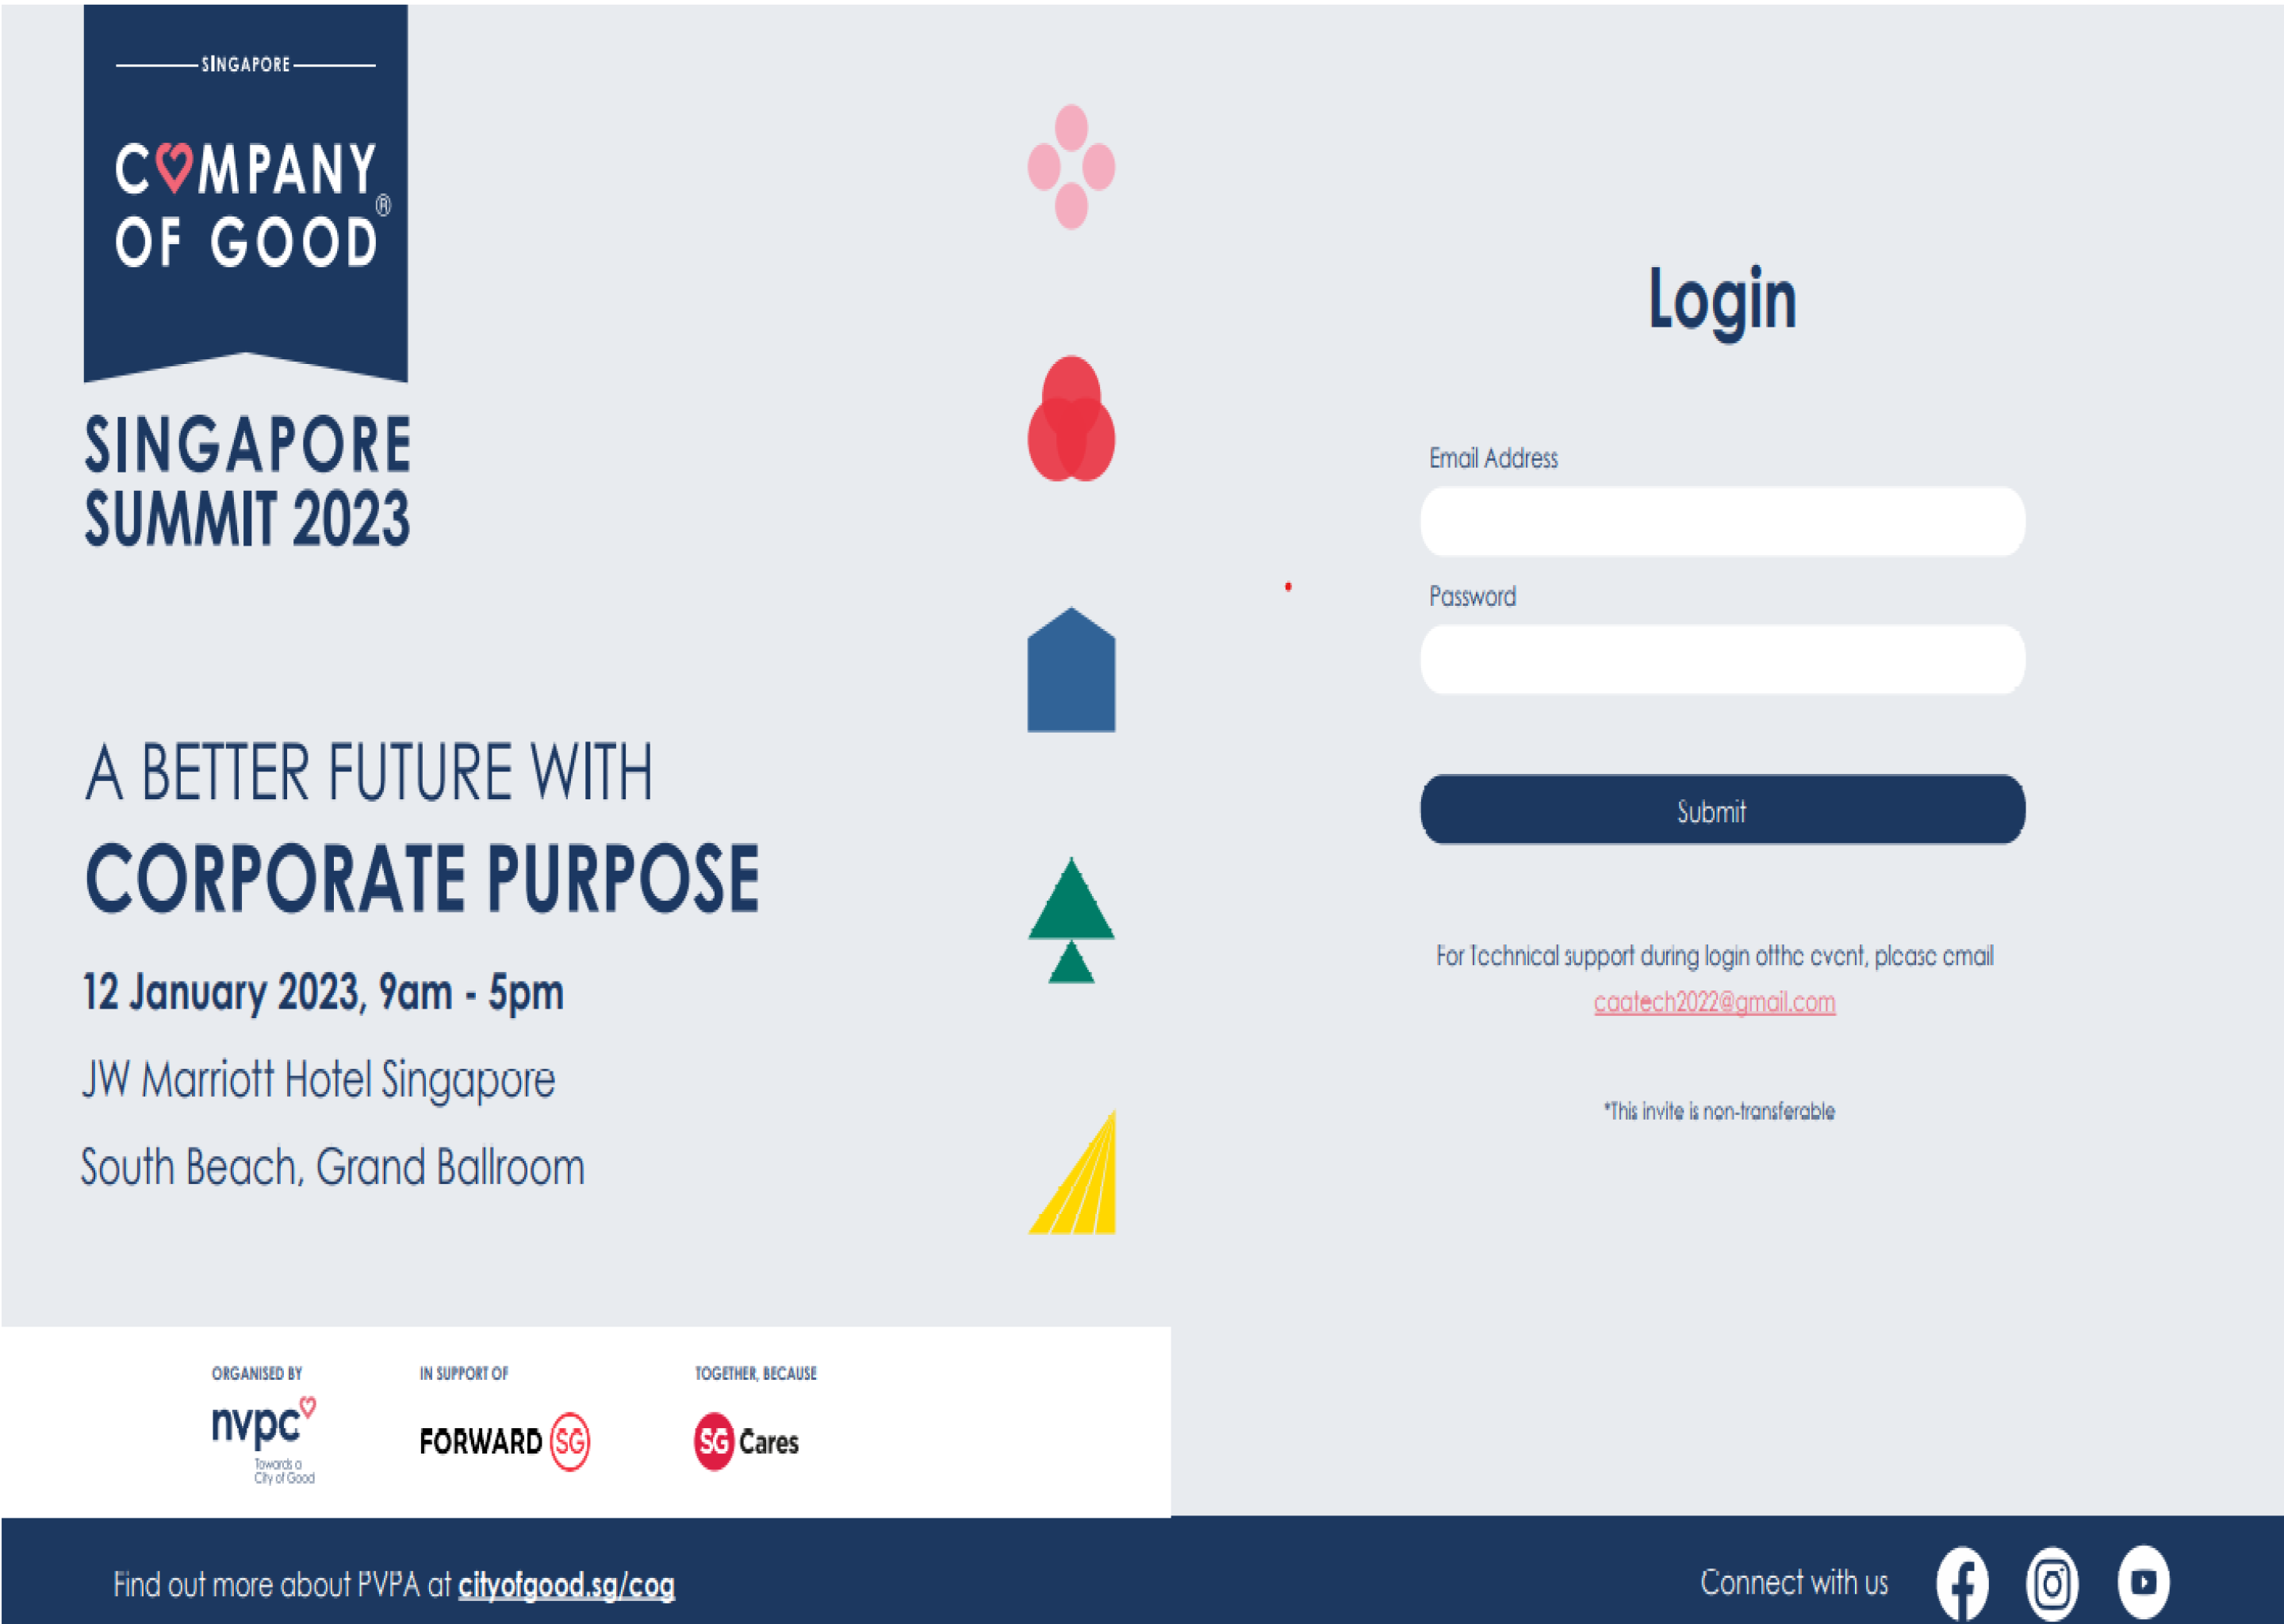 SINGAPORE
COMPANY
OF GOOD®
SINGAPORE
SUMMIT 2023
A BETTER FUTURE WITH
CORPORATE PURPOSE
12 January 2023, 9am - 5pm
JW Marriott Hotel Singapore
South Beach, Grand Ballroom
ORGANISED BY
nvpc
Towards a
City of Good
IN SUPPORT OF
FORWARD SG
TOGETHER, BECAUSE
SG Cares
Login
Email Address
Password
Submit
For Technical support during login ofthe event, please email
caatech2022@gmail.com
*This invite is non-transferable
Find out more about PVPA at cityofgood.sg/cog
Connect with us